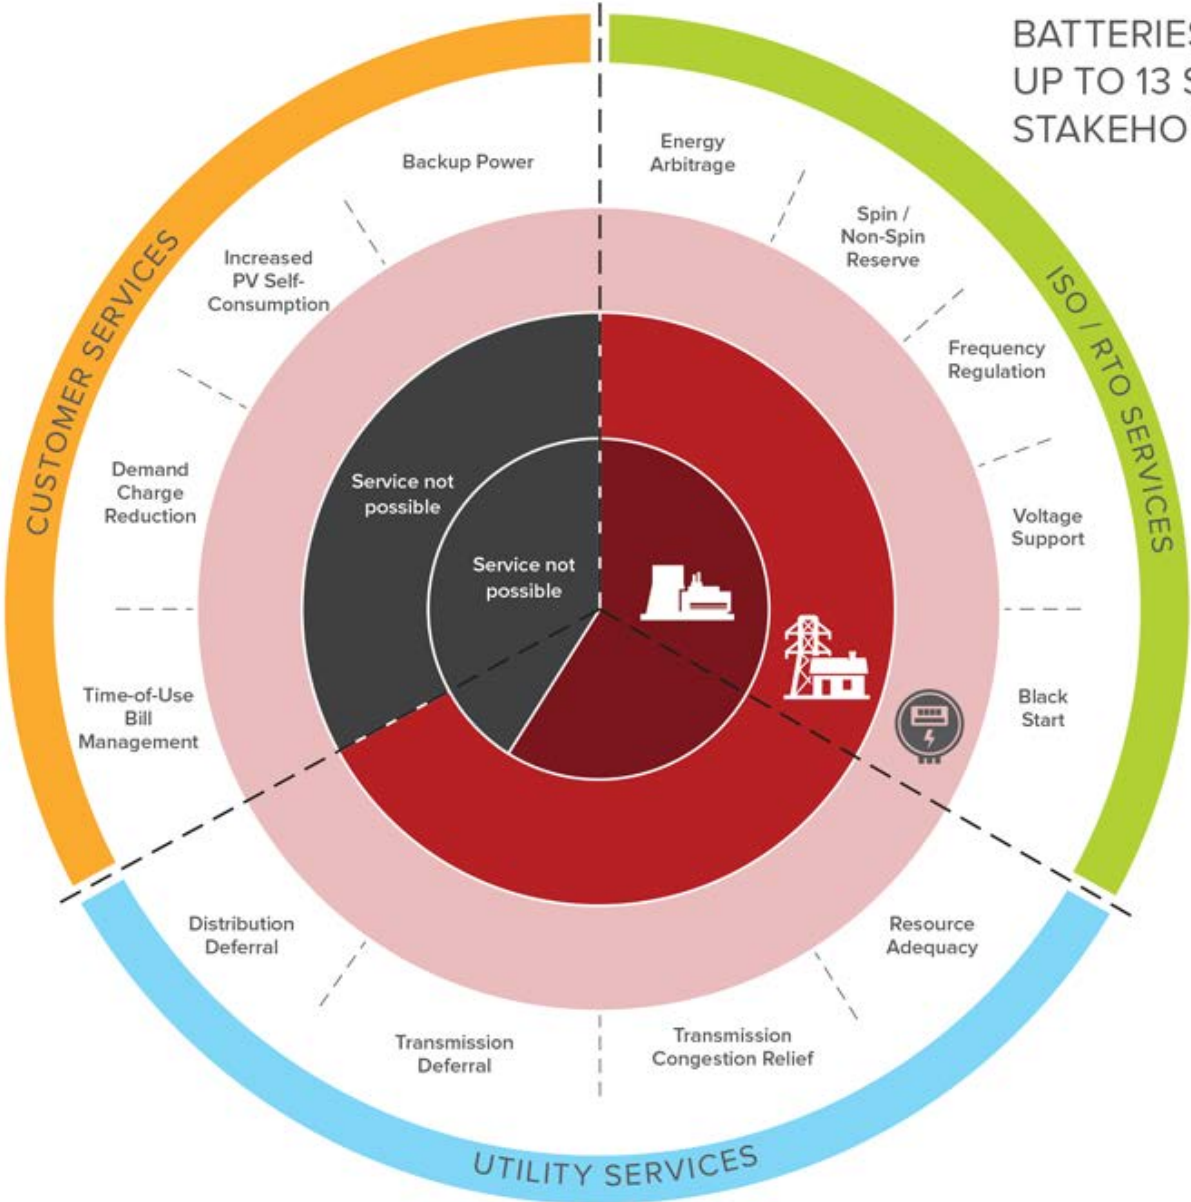 BATTERIES
UP TO 13 S
STAKEHO
CUSTOMER SERVICES
ISO / RTO SERVICES
UTILITY SERVICES
Energy
Arbitrage
Spin /
Non-Spin
Reserve
Frequency
Regulation
Voltage
Support
Black
Start
Resource
Adequacy
Transmission
Congestion Relief
Transmission
Deferral
Distribution
Deferral
Time-of-Use
Bill
Management
Demand
Charge
Reduction
Increased
PV Self-
Consumption
Backup Power
Service not
possible
Service not
possible